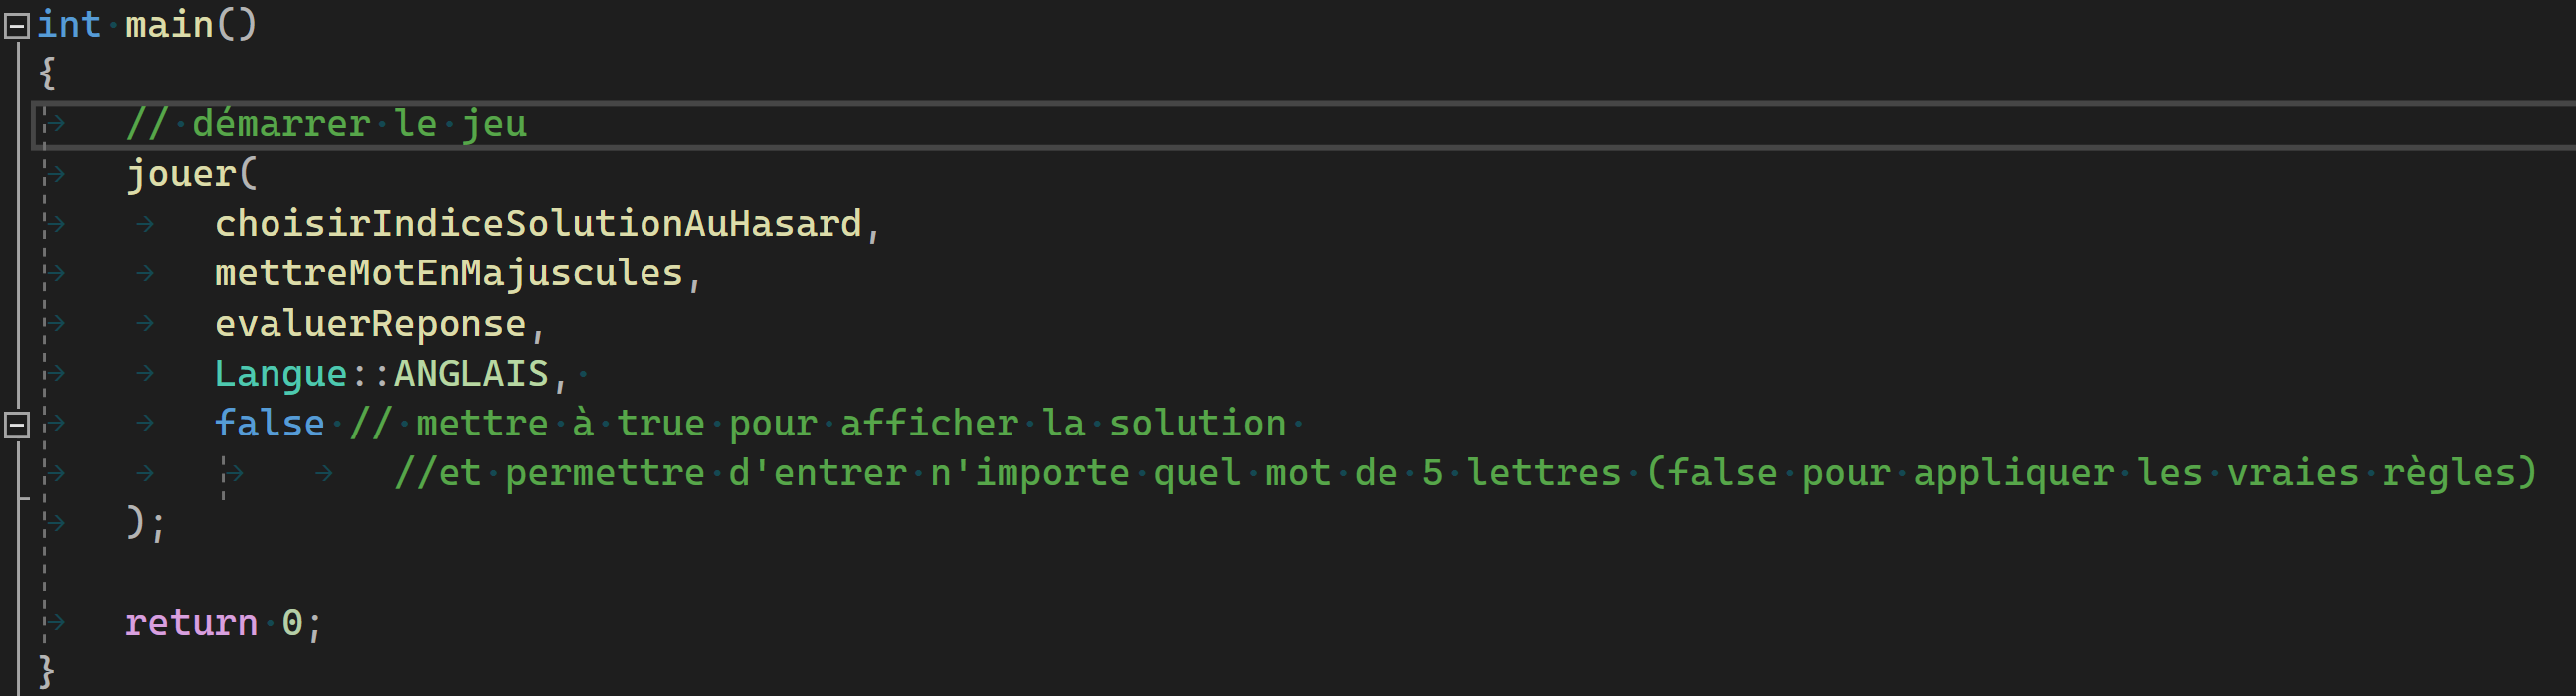 int main()
{
// démarrer le jeu
jouer(
choisirIndiceSolutionAuHasard,
mettreMotEnMajuscules,
evaluerReponse,
Langue::ANGLAIS,
false // mettre à true pour afficher la solution
//et permettre d'entrer n'importe quel mot de 5 lettres (false pour appliquer les vraies règles)
);
return 0;
}